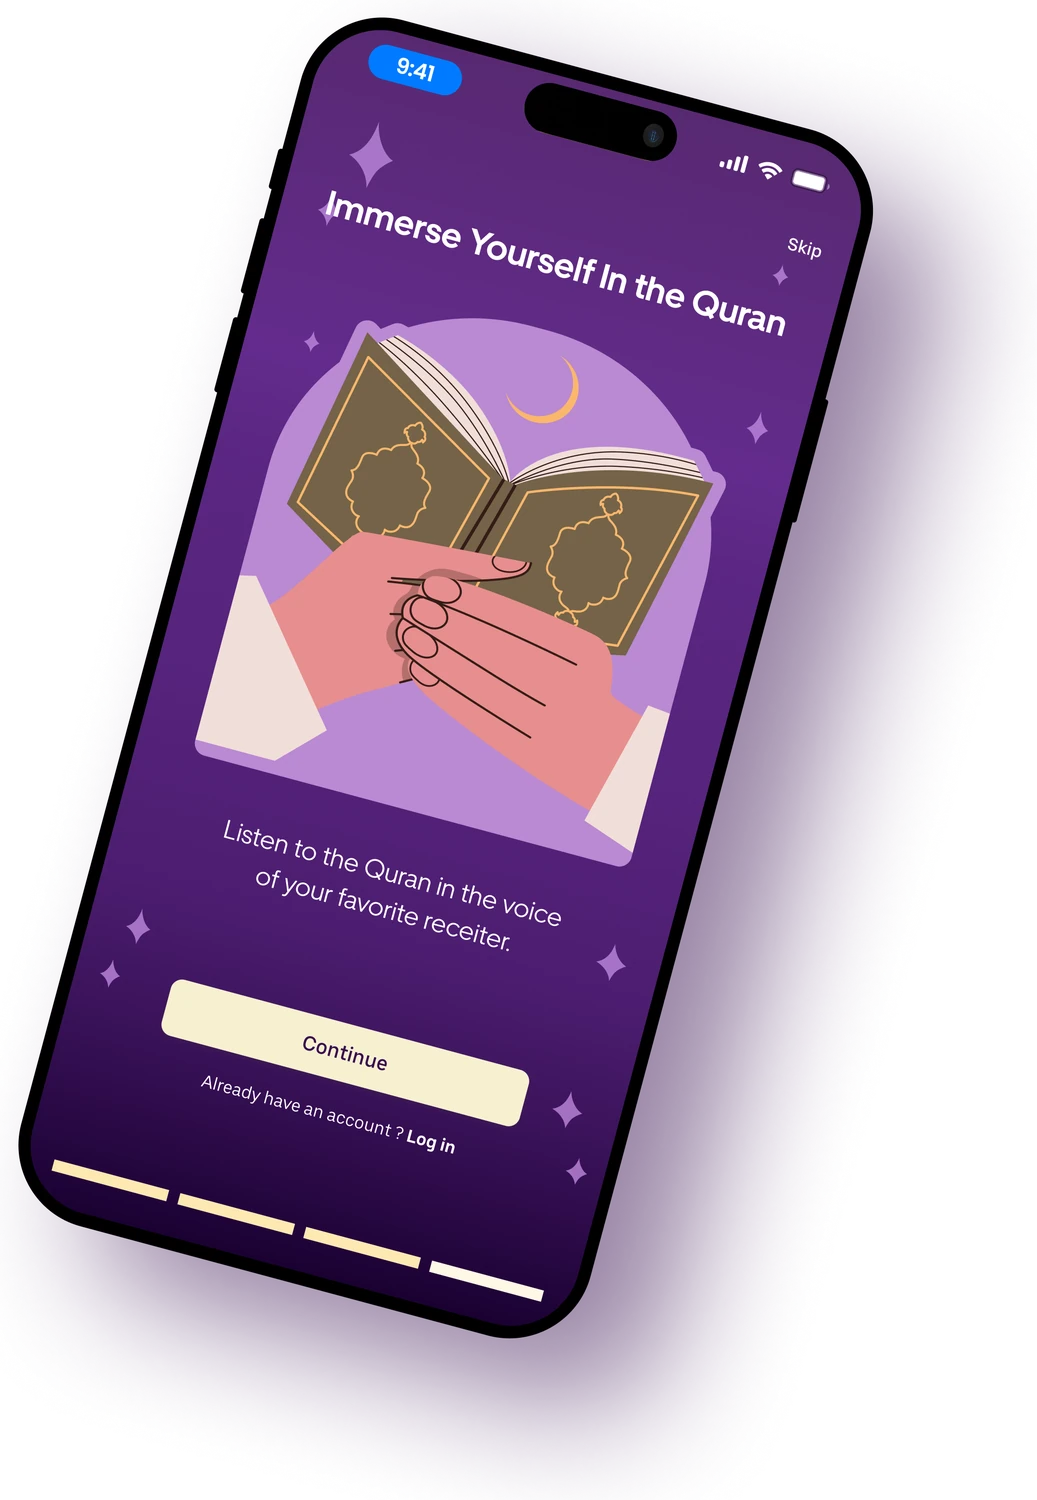 9:41
Skip
Immerse Yourself In the Quran
Listen to the Quran in the voice
of your favorite receiter.
Continue
Already have an account ? Log in